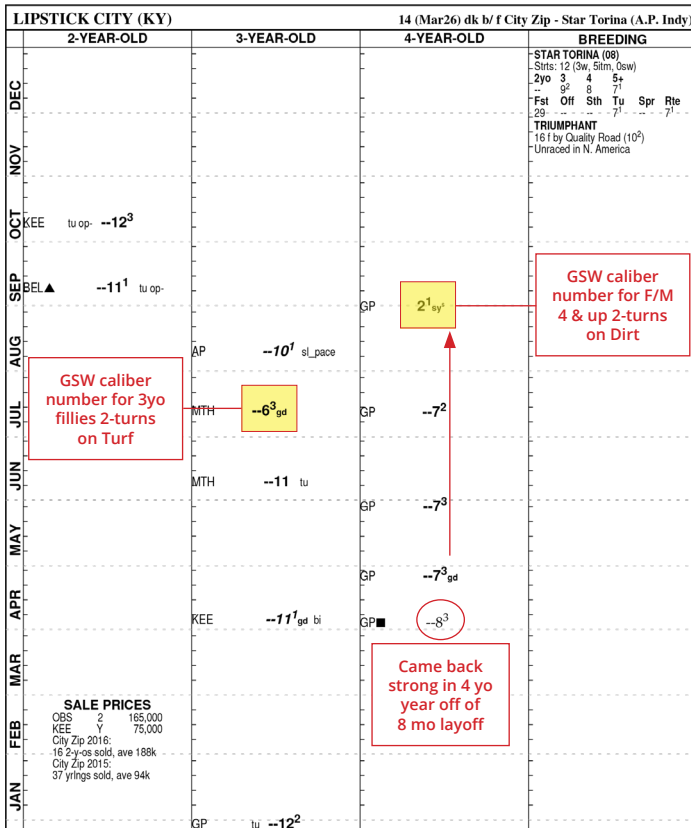 LIPSTICK CITY (KY) 14 (Mar26) dk b/ f City Zip - Star Torina (A.P. Indy)
2-YEAR-OLD 3-YEAR-OLD 4-YEAR-OLD BREEDING
STAR TORINA (08)
Strts: 12 (3w, 5itm, 0sw)
2yo 3 4 5+
-- 9² 8 7¹
Fst Off Sth Tu Spr Rte
29 -- -- 7¹ -- 7¹
TRIUMPHANT
16 f by Quality Road (10²)
Unraced in N. America
DEC
NOV
OCT
KEE tu op- --12³
SEP
BEL▲ --11¹ tu op-
GP 2¹sy
GSW caliber
number for F/M
4 & up 2-turns
on Dirt
AUG
AP --10¹ sl_pace
GSW caliber
number for 3yo
fillies 2-turns
on Turf
JUL
MTH --6³gd
GP --7²
JUN
MTH --11 tu
GP --7³
MAY
GP --7³gd
APR
KEE --11¹gd bi
GP■ --8³
MAR
Came back
strong in 4 yo
year off of
8 mo layoff
FEB
SALE PRICES
OBS 2 165,000
KEE Y 75,000
City Zip 2016:
16 2-y-os sold, ave 188k
City Zip 2015:
37 yrlngs sold, ave 94k
JAN
GP tu --12²